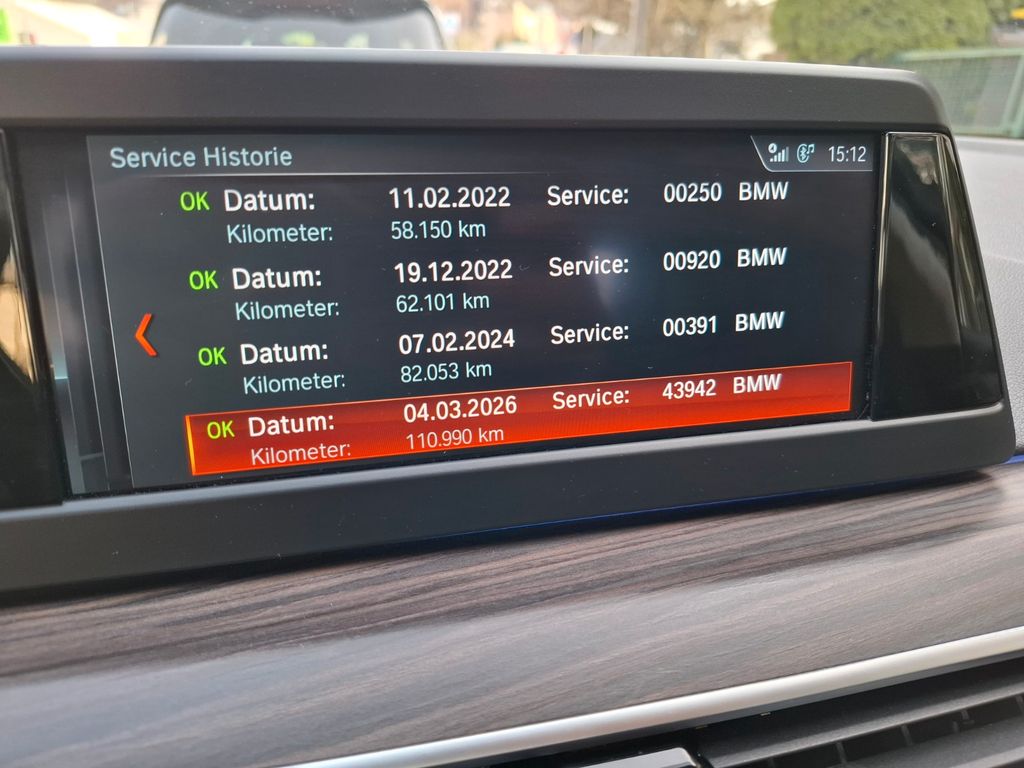 Service Historie 15:12
OK Datum: 11.02.2022 Service: 00250 BMW
Kilometer: 58.150 km
OK Datum: 19.12.2022 Service: 00920 BMW
Kilometer: 62.101 km
OK Datum: 07.02.2024 Service: 00391 BMW
Kilometer: 82.053 km
OK Datum: 04.03.2026 Service: 43942 BMW
Kilometer: 110.990 km